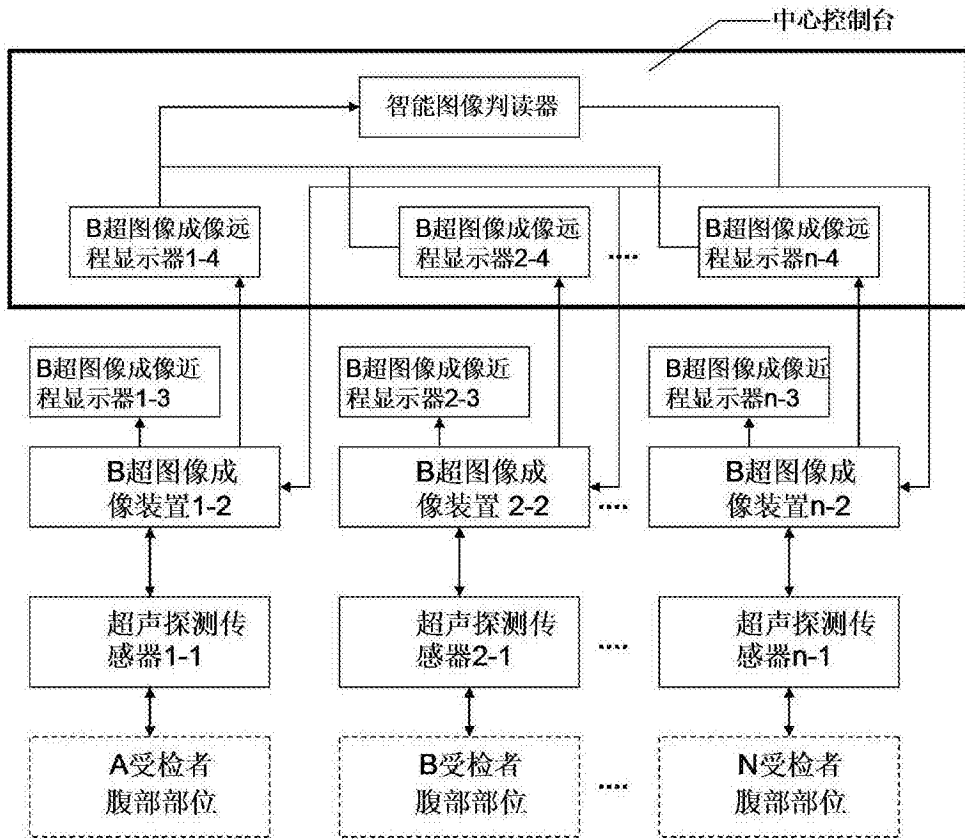 中心控制台
智能图像判读器
B超图像成像远
程显示器1-4
B超图像成像远
程显示器2-4
....
B超图像成像远
程显示器n-4
B超图像成像近
程显示器1-3
B超图像成像近
程显示器2-3
B超图像成像近
程显示器n-3
B超图像成
像装置1-2
B超图像成
像装置 2-2
....
B超图像成
像装置n-2
超声探测传
感器1-1
超声探测传
感器2-1
....
超声探测传
感器n-1
A受检者
腹部部位
B受检者
腹部部位
....
N受检者
腹部部位